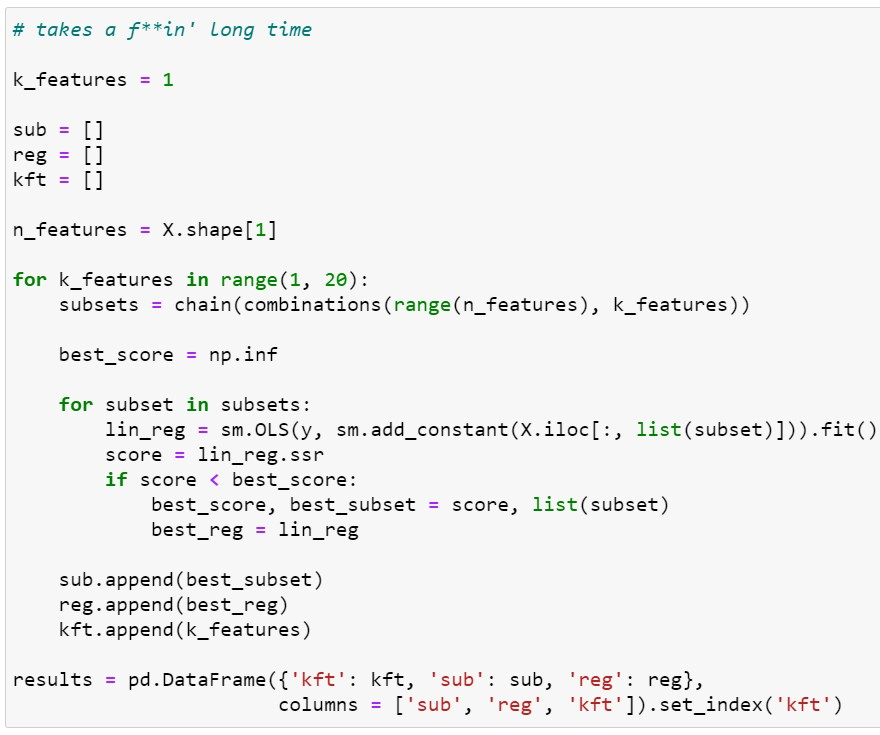 # takes a f**in' long time
k_features = 1
sub = []
reg = []
kft = []
n_features = X.shape[1]
for k_features in range(1, 20):
    subsets = chain(combinations(range(n_features), k_features))
    best_score = np.inf
    for subset in subsets:
        lin_reg = sm.OLS(y, sm.add_constant(X.iloc[:, list(subset)])).fit()
        score = lin_reg.ssr
        if score < best_score:
            best_score, best_subset = score, list(subset)
            best_reg = lin_reg
    sub.append(best_subset)
    reg.append(best_reg)
    kft.append(k_features)
results = pd.DataFrame({'kft': kft, 'sub': sub, 'reg': reg},
                       columns = ['sub', 'reg', 'kft']).set_index('kft')